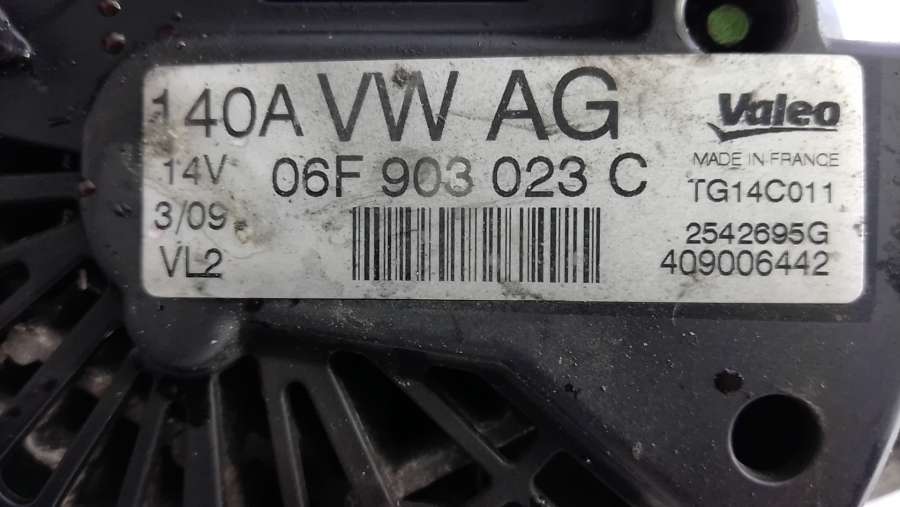 140A VW AG
Valeo
14V 06F 903 023 C
MADE IN FRANCE
TG14C011
3/09
2542695G
VL2
409006442